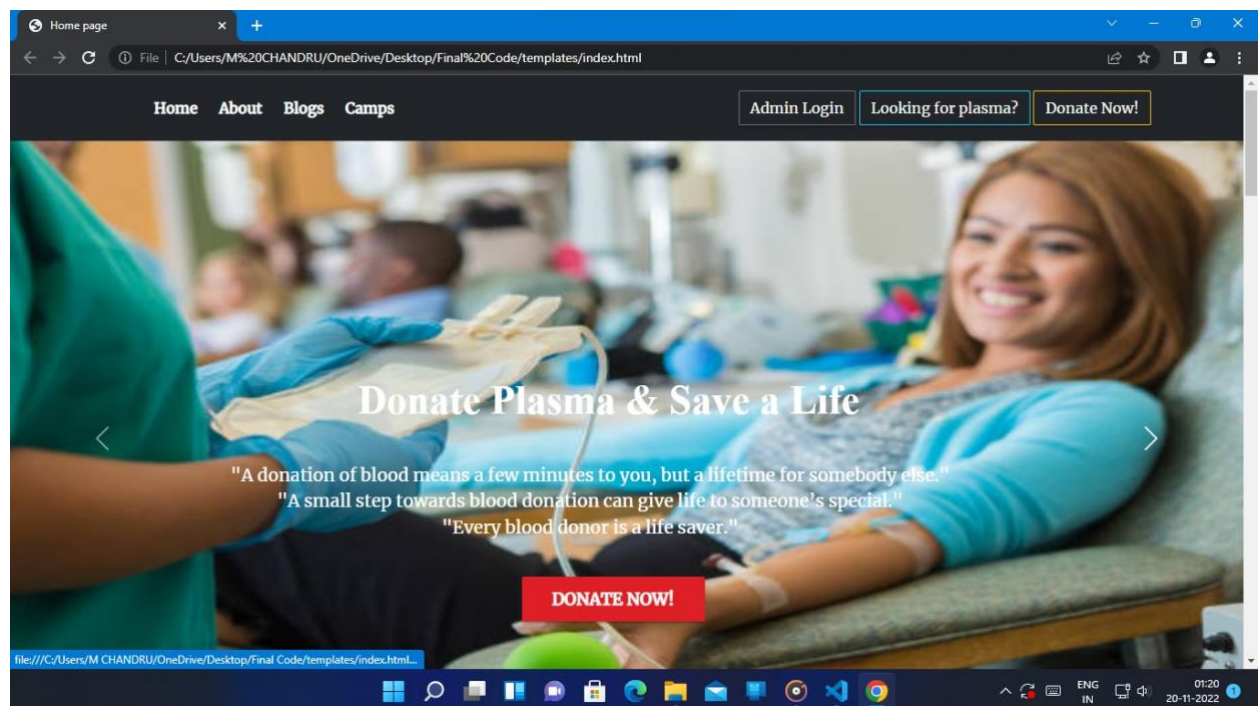 Home page
File | C:/Users/M%20CHANDRU/OneDrive/Desktop/Final%20Code/templates/index.html
Home About Blogs Camps Admin Login Looking for plasma? Donate Now!
Donate Plasma & Save a Life
"A donation of blood means a few minutes to you, but a lifetime for somebody else."
"A small step towards blood donation can give life to someone's special."
"Every blood donor is a life saver."
DONATE NOW!
file:///C:/Users/M CHANDRU/OneDrive/Desktop/Final Code/templates/index.html...
ENG 01:20
IN 20-11-2022 1